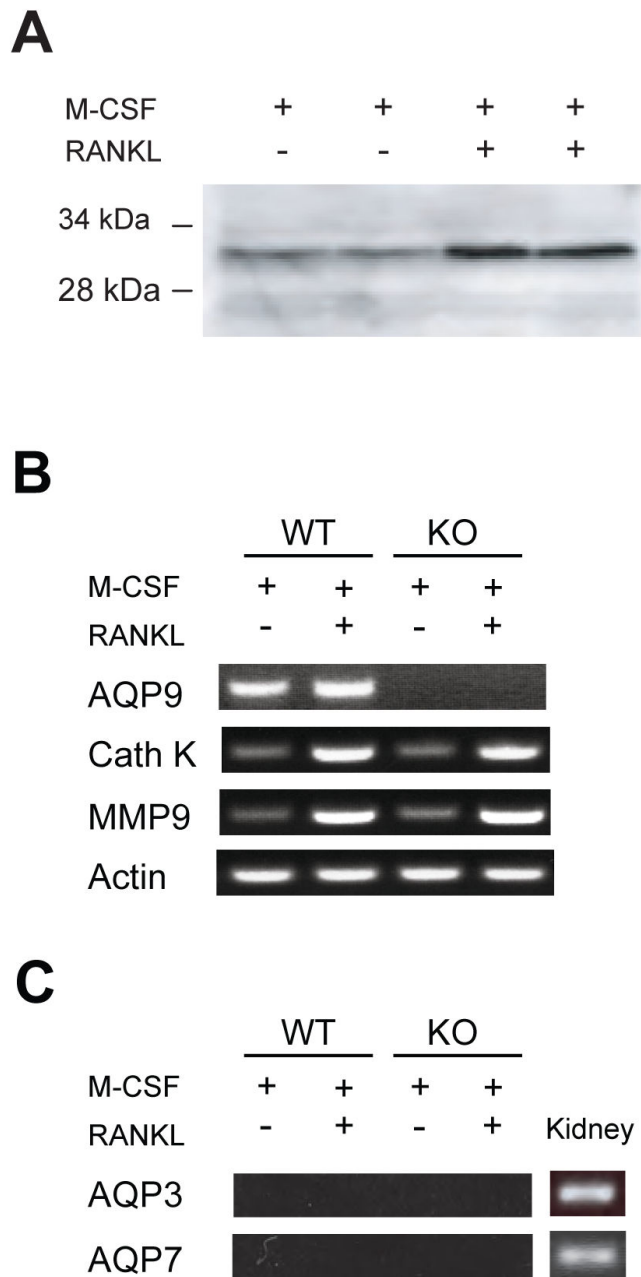 A
M-CSF + + + +
RANKL - - + +
34 kDa –
28 kDa –
B
WT KO
M-CSF + + + +
RANKL - + - +
AQP9
Cath K
MMP9
Actin
C
WT KO
M-CSF + + + +
RANKL - + - + Kidney
AQP3
AQP7